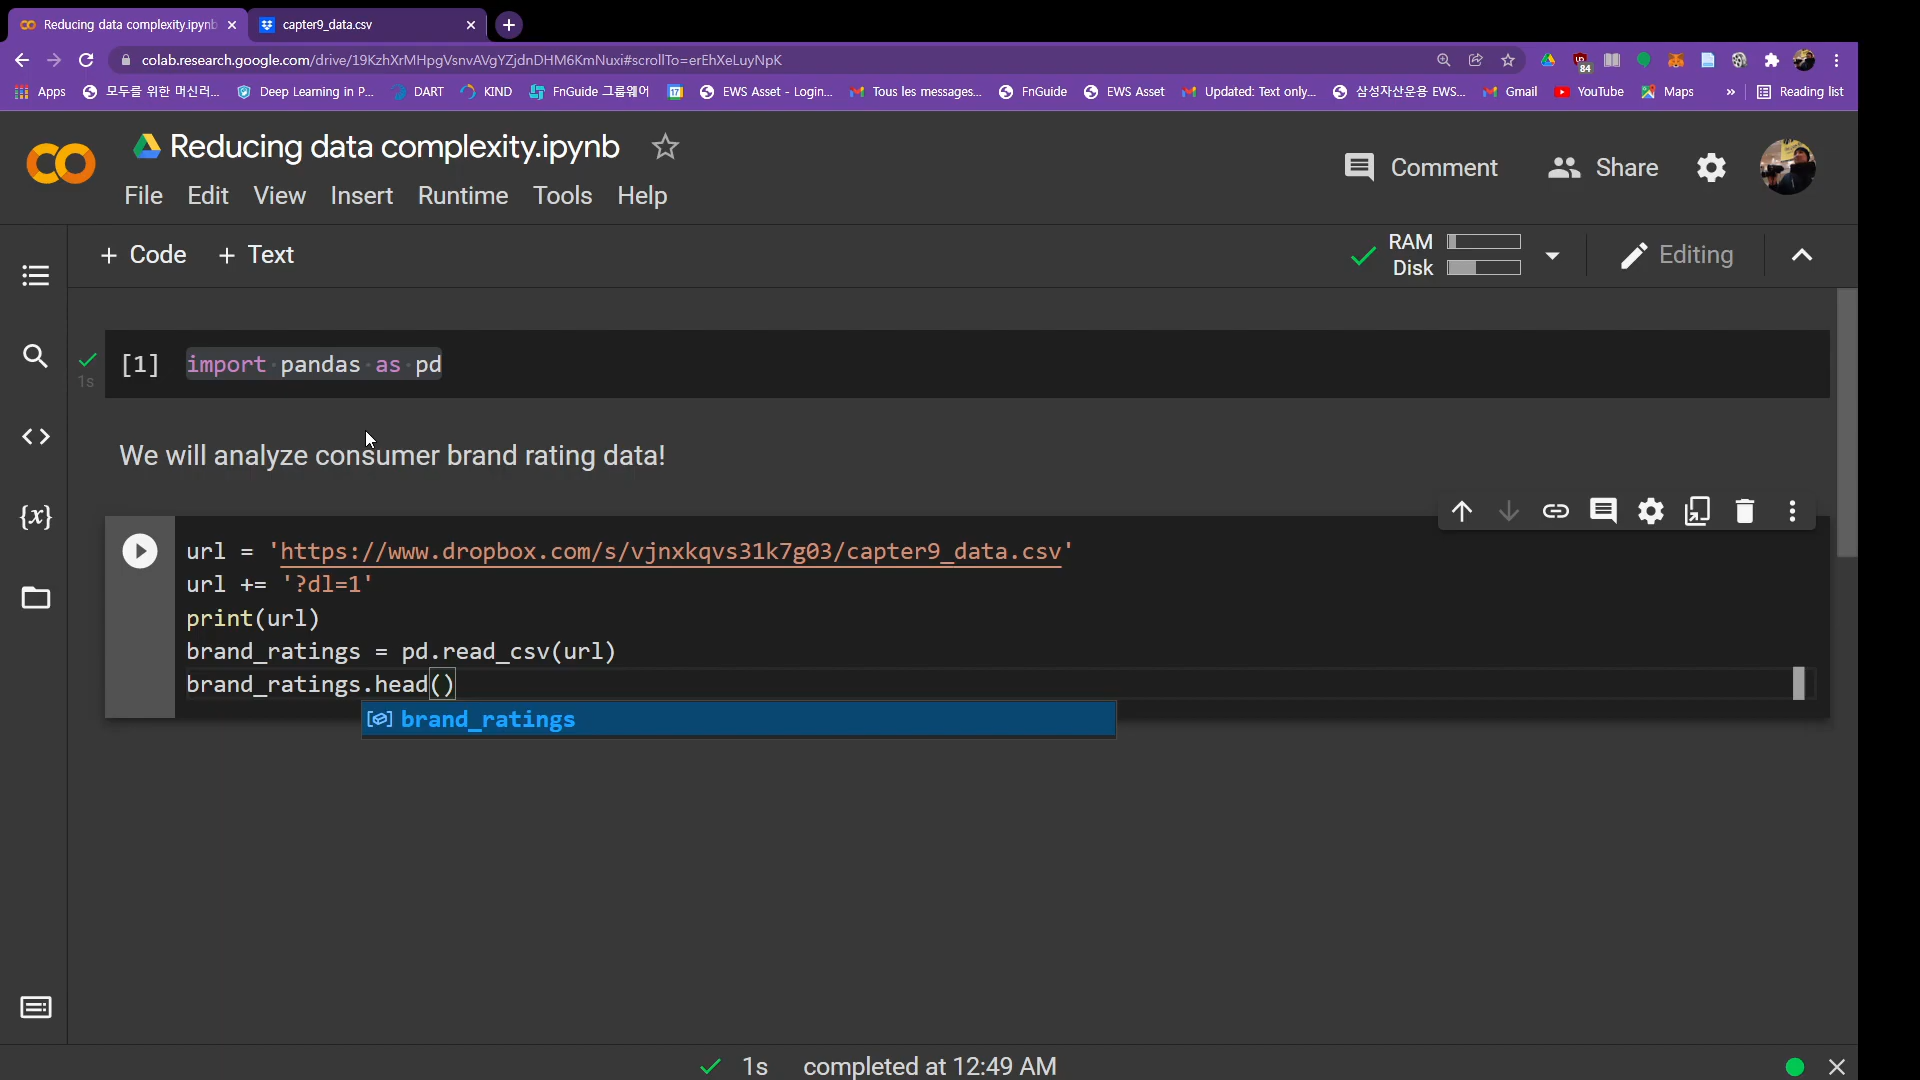 Reducing data complexity.ipynb
capter9_data.csv
colab.research.google.com/drive/19KzhXrMHpgVsnvAVgYZjdnDHM6KmNuxi#scrollTo=erEhXeLuyNpK
84
Apps 모두를 위한 머신러... Deep Learning in P... DART KIND FnGuide 그룹웨어 17 EWS Asset - Login... Tous les messages... FnGuide EWS Asset Updated: Text only... 삼성자산운용 EWS... Gmail YouTube Maps » Reading list
Reducing data complexity.ipynb
File Edit View Insert Runtime Tools Help
Comment Share
+ Code + Text
RAM
Disk
Editing
[1] import pandas as pd
1s
We will analyze consumer brand rating data!
url = 'https://www.dropbox.com/s/vjnxkqvs31k7g03/capter9_data.csv'
url += '?dl=1'
print(url)
brand_ratings = pd.read_csv(url)
brand_ratings.head()
brand_ratings
1s completed at 12:49 AM